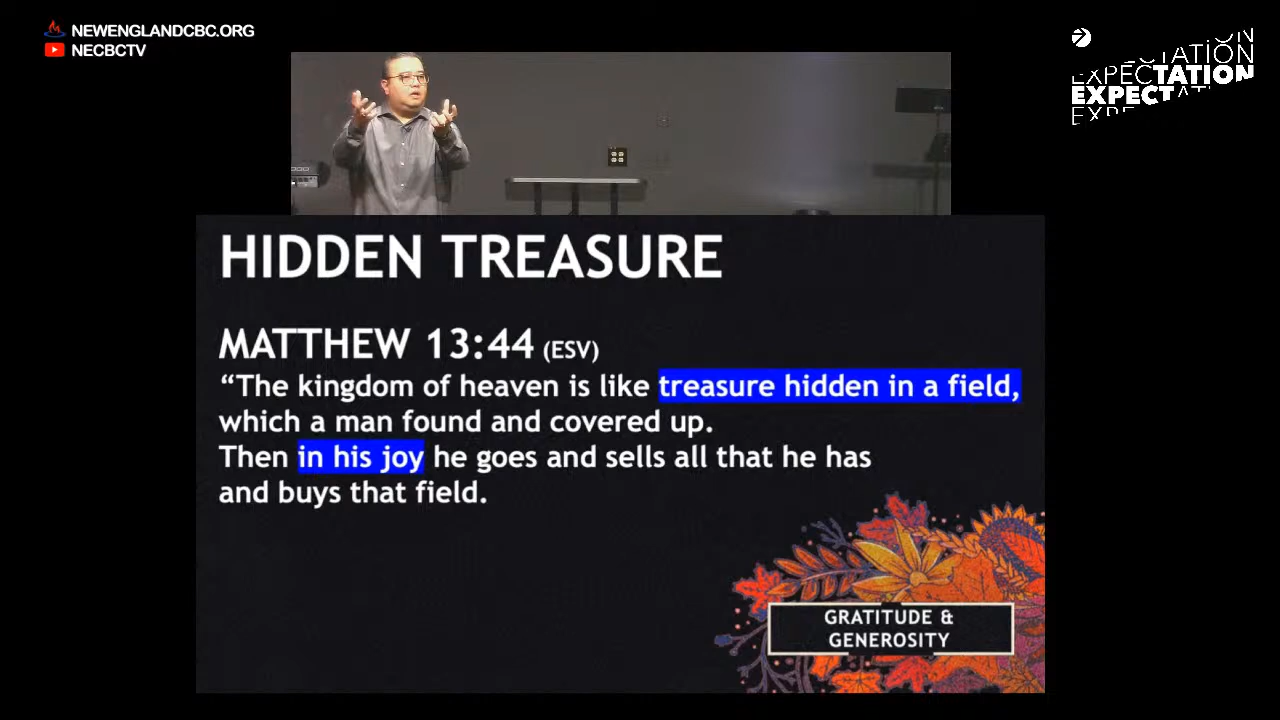 NEWENGLANDCBC.ORG
NECBCTV
EXPECTATION
EXPECTATION
HIDDEN TREASURE
MATTHEW 13:44 (ESV)
“The kingdom of heaven is like treasure hidden in a field,
which a man found and covered up.
Then in his joy he goes and sells all that he has
and buys that field.
GRATITUDE &
GENEROSITY